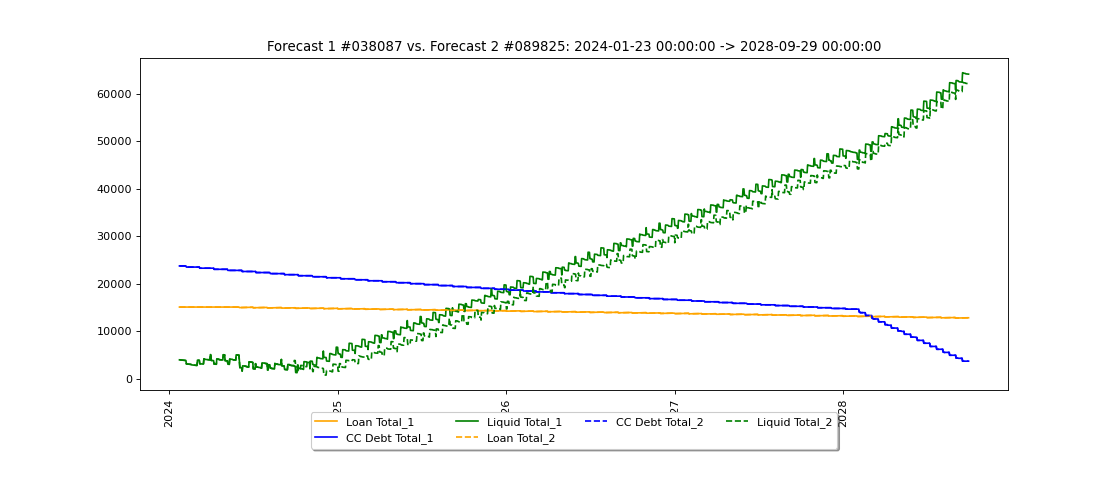 Forecast 1 #038087 vs. Forecast 2 #089825: 2024-01-23 00:00:00 -> 2028-09-29 00:00:00
60000
50000
40000
30000
20000
10000
0
2024
25
26
27
2028
Loan Total_1
Liquid Total_1
CC Debt Total_2
Liquid Total_2
CC Debt Total_1
Loan Total_2